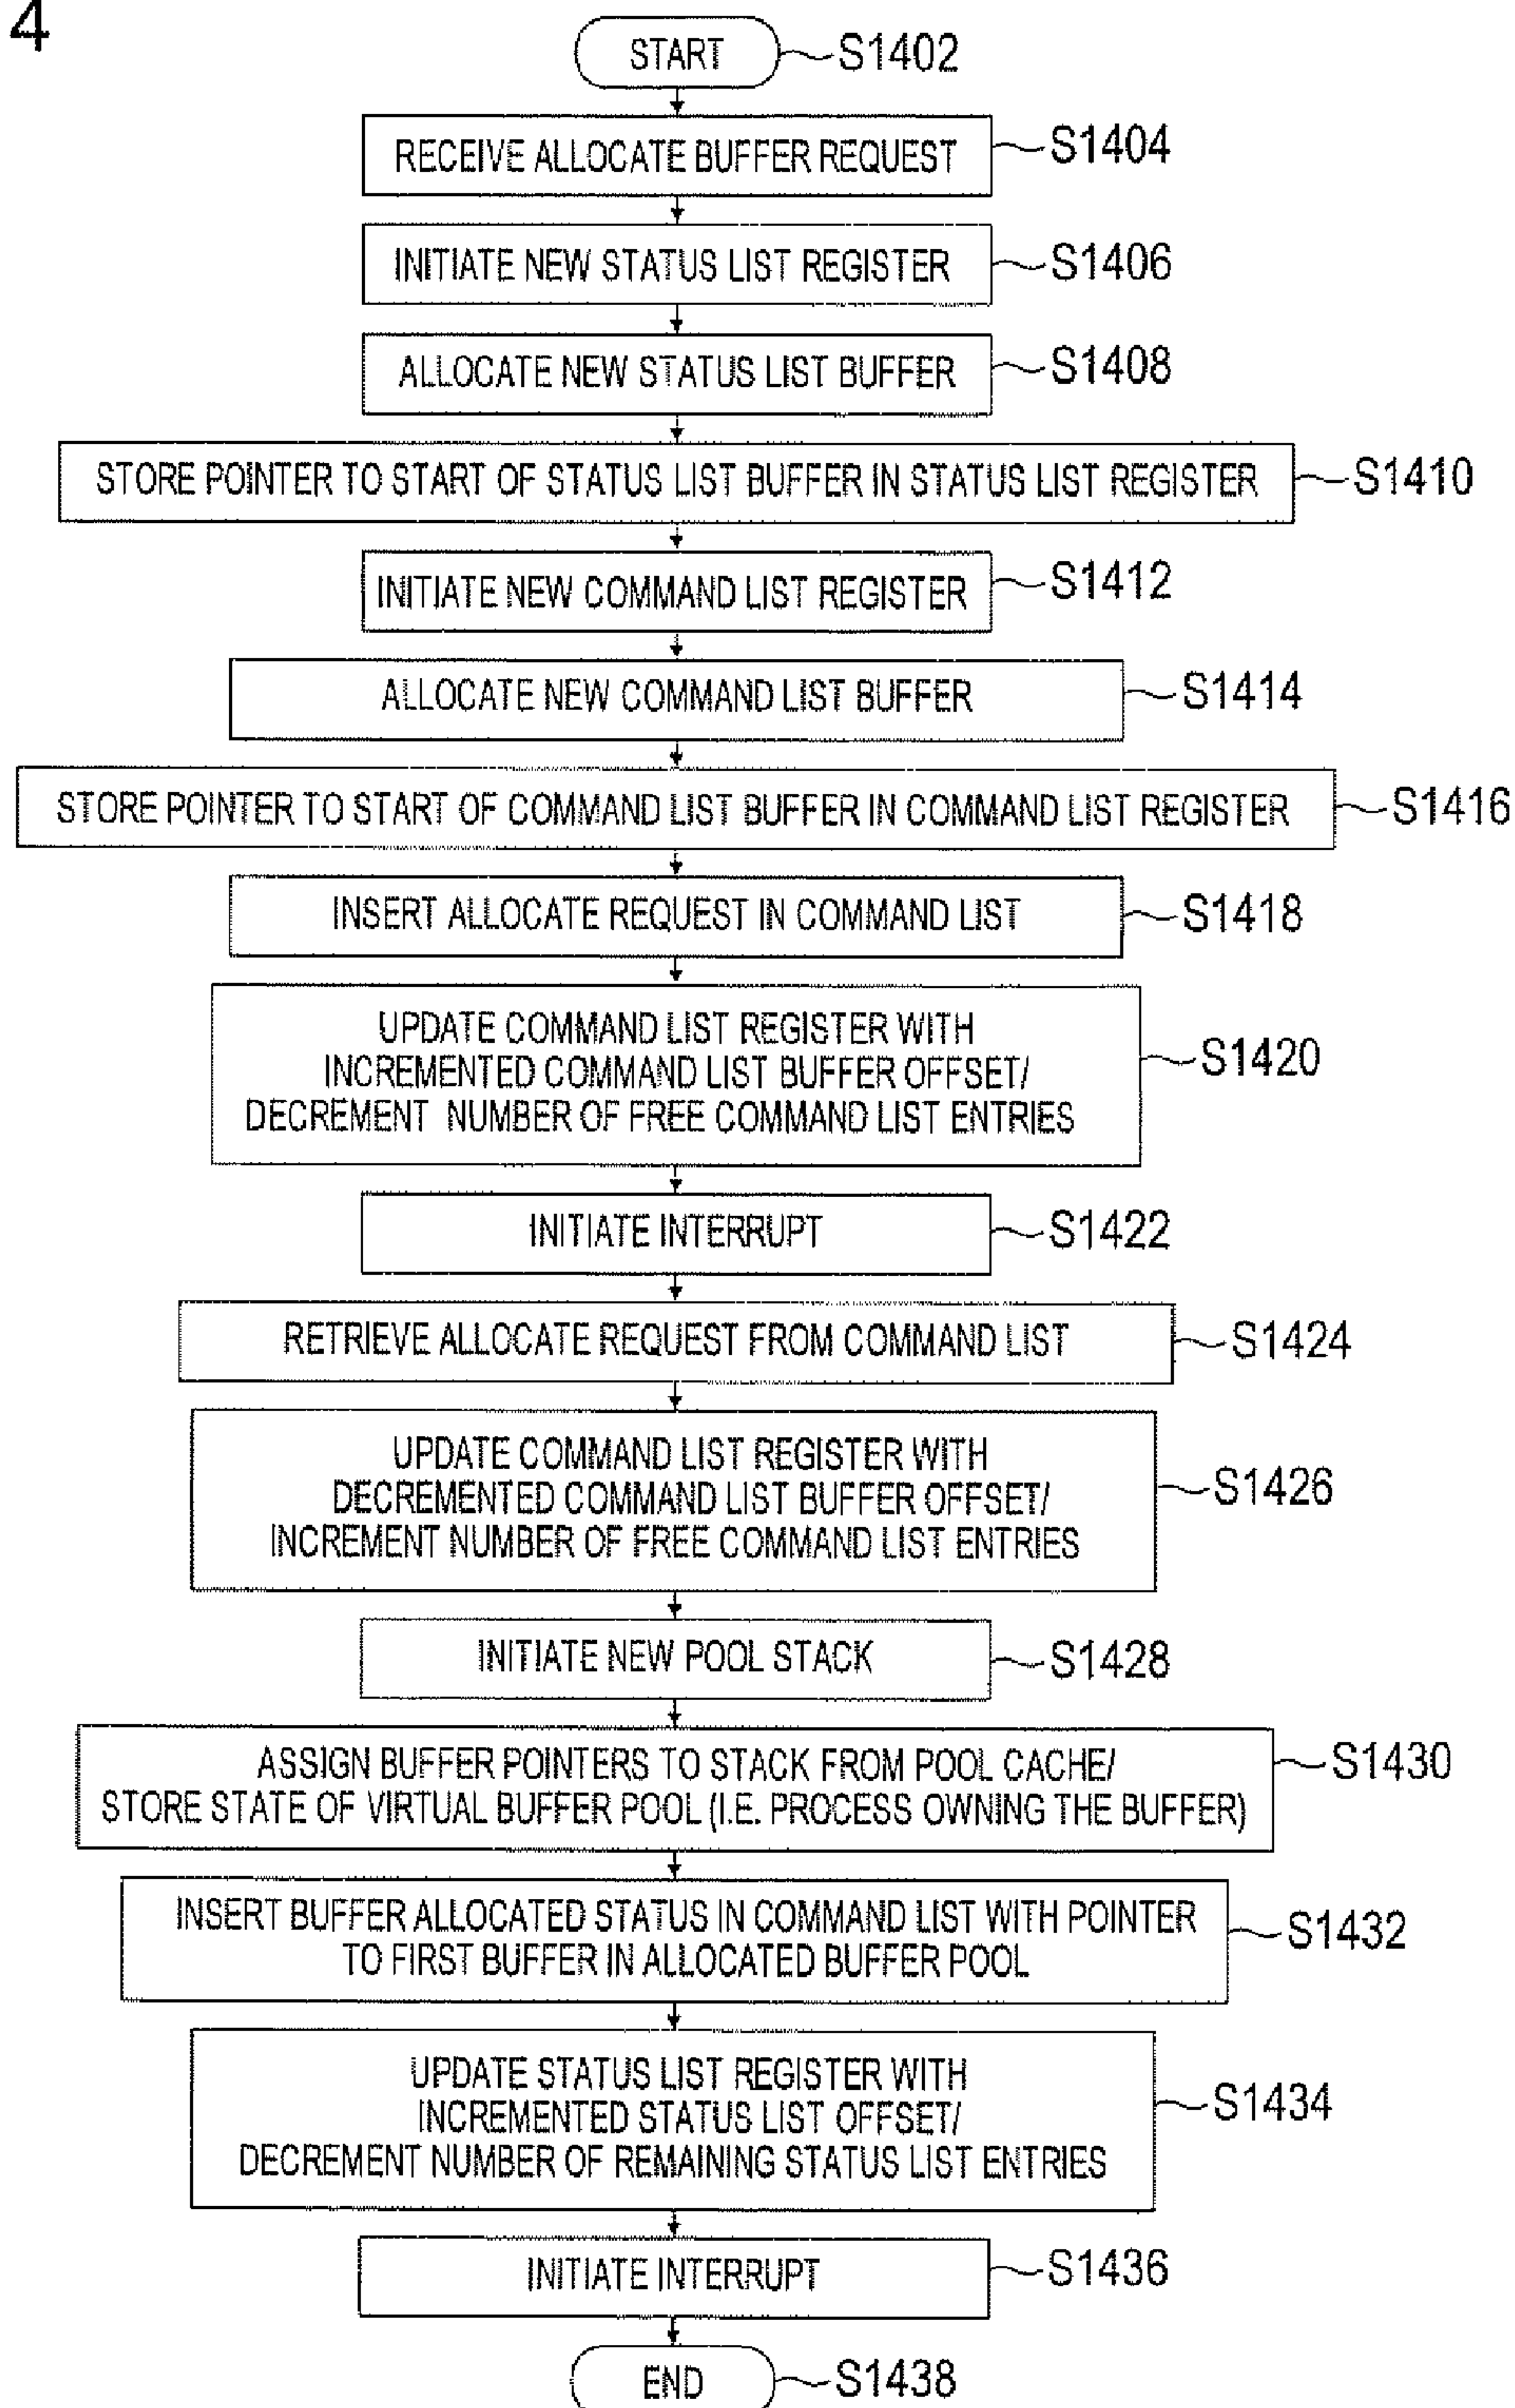 4
START S1402
RECEIVE ALLOCATE BUFFER REQUEST S1404
INITIATE NEW STATUS LIST REGISTER S1406
ALLOCATE NEW STATUS LIST BUFFER S1408
STORE POINTER TO START OF STATUS LIST BUFFER IN STATUS LIST REGISTER S1410
INITIATE NEW COMMAND LIST REGISTER S1412
ALLOCATE NEW COMMAND LIST BUFFER S1414
STORE POINTER TO START OF COMMAND LIST BUFFER IN COMMAND LIST REGISTER S1416
INSERT ALLOCATE REQUEST IN COMMAND LIST S1418
UPDATE COMMAND LIST REGISTER WITH
INCREMENTED COMMAND LIST BUFFER OFFSET/ S1420
DECREMENT NUMBER OF FREE COMMAND LIST ENTRIES
INITIATE INTERRUPT S1422
RETRIEVE ALLOCATE REQUEST FROM COMMAND LIST S1424
UPDATE COMMAND LIST REGISTER WITH
DECREMENTED COMMAND LIST BUFFER OFFSET/ S1426
INCREMENT NUMBER OF FREE COMMAND LIST ENTRIES
INITIATE NEW POOL STACK S1428
ASSIGN BUFFER POINTERS TO STACK FROM POOL CACHE/ S1430
STORE STATE OF VIRTUAL BUFFER POOL (I.E. PROCESS OWNING THE BUFFER)
INSERT BUFFER ALLOCATED STATUS IN COMMAND LIST WITH POINTER S1432
TO FIRST BUFFER IN ALLOCATED BUFFER POOL
UPDATE STATUS LIST REGISTER WITH
INCREMENTED STATUS LIST OFFSET/ S1434
DECREMENT NUMBER OF REMAINING STATUS LIST ENTRIES
INITIATE INTERRUPT S1436
END S1438